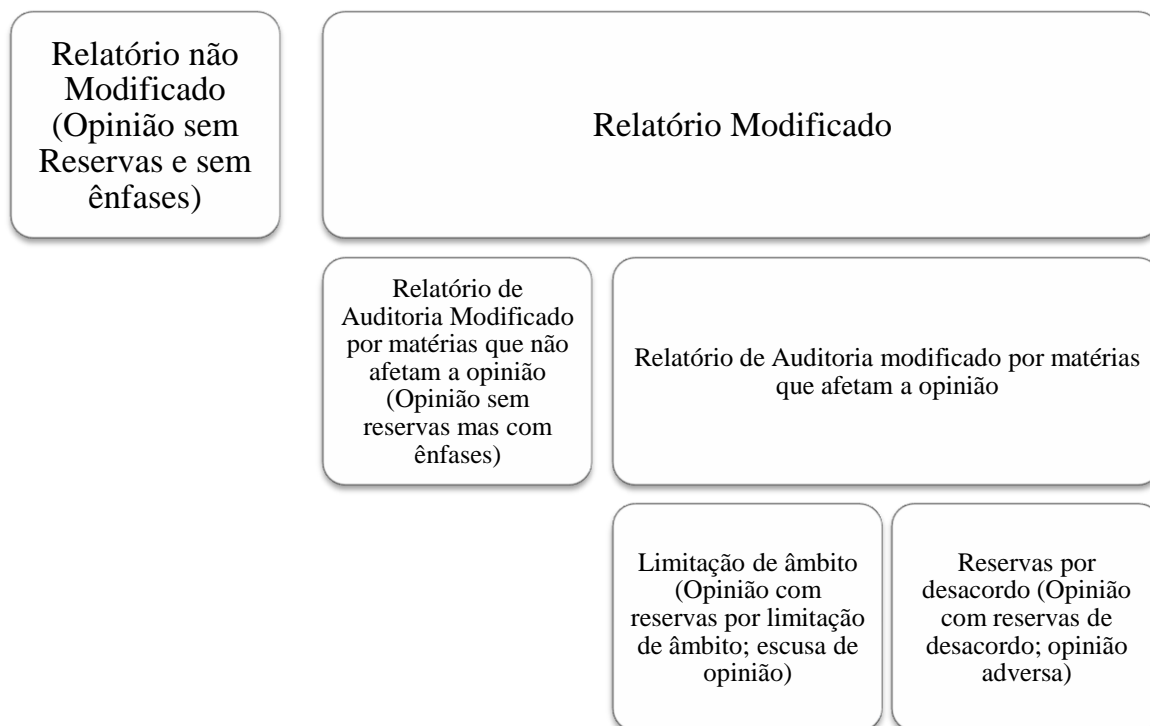 Relatório não
Modificado
(Opinião sem
Reservas e sem
ênfases)
Relatório Modificado
Relatório de
Auditoria Modificado
por matérias que não
afetam a opinião
(Opinião sem
reservas mas com
ênfases)
Relatório de Auditoria modificado por matérias
que afetam a opinião
Limitação de âmbito
(Opinião com
reservas por limitação
de âmbito; escusa de
opinião)
Reservas por
desacordo (Opinião
com reservas de
desacordo; opinião
adversa)